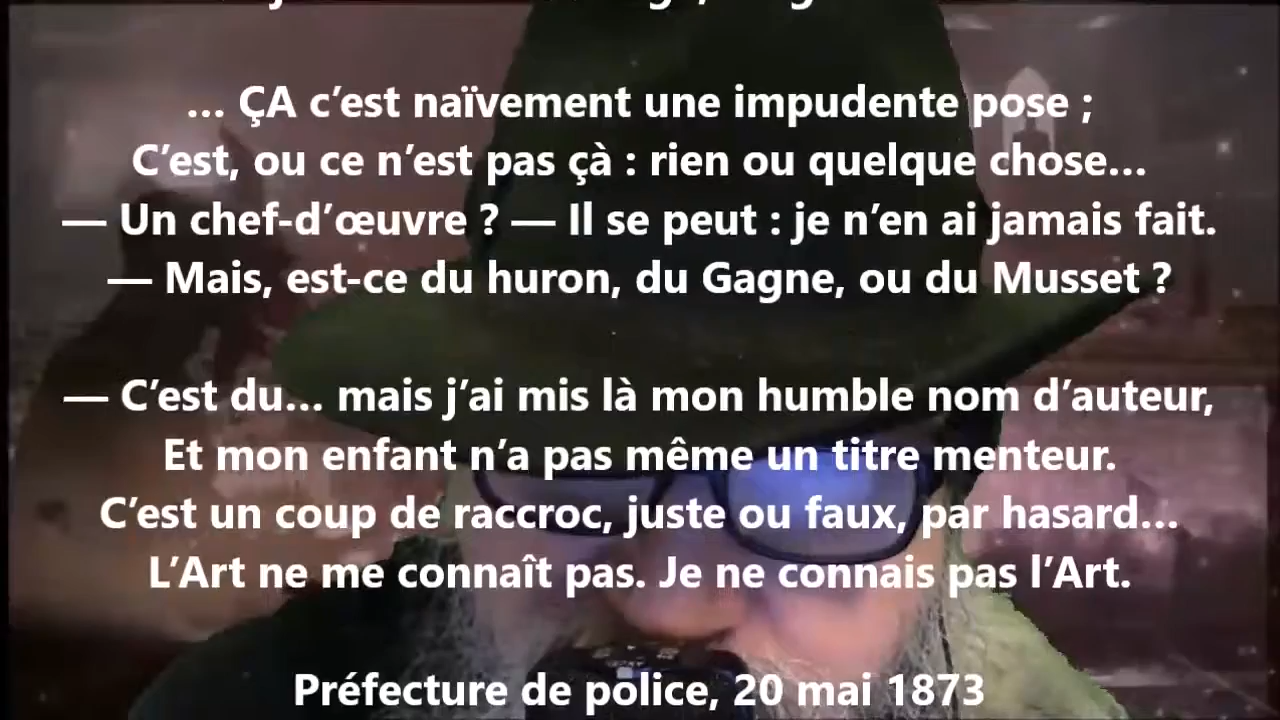 … ÇA c’est naïvement une impudente pose ;
C’est, ou ce n’est pas çà : rien ou quelque chose…
— Un chef-d’œuvre ? — Il se peut : je n’en ai jamais fait.
— Mais, est-ce du huron, du Gagne, ou du Musset ?
— C’est du… mais j’ai mis là mon humble nom d’auteur,
Et mon enfant n’a pas même un titre menteur.
C’est un coup de raccroc, juste ou faux, par hasard…
L’Art ne me connaît pas. Je ne connais pas l’Art.
Préfecture de police, 20 mai 1873